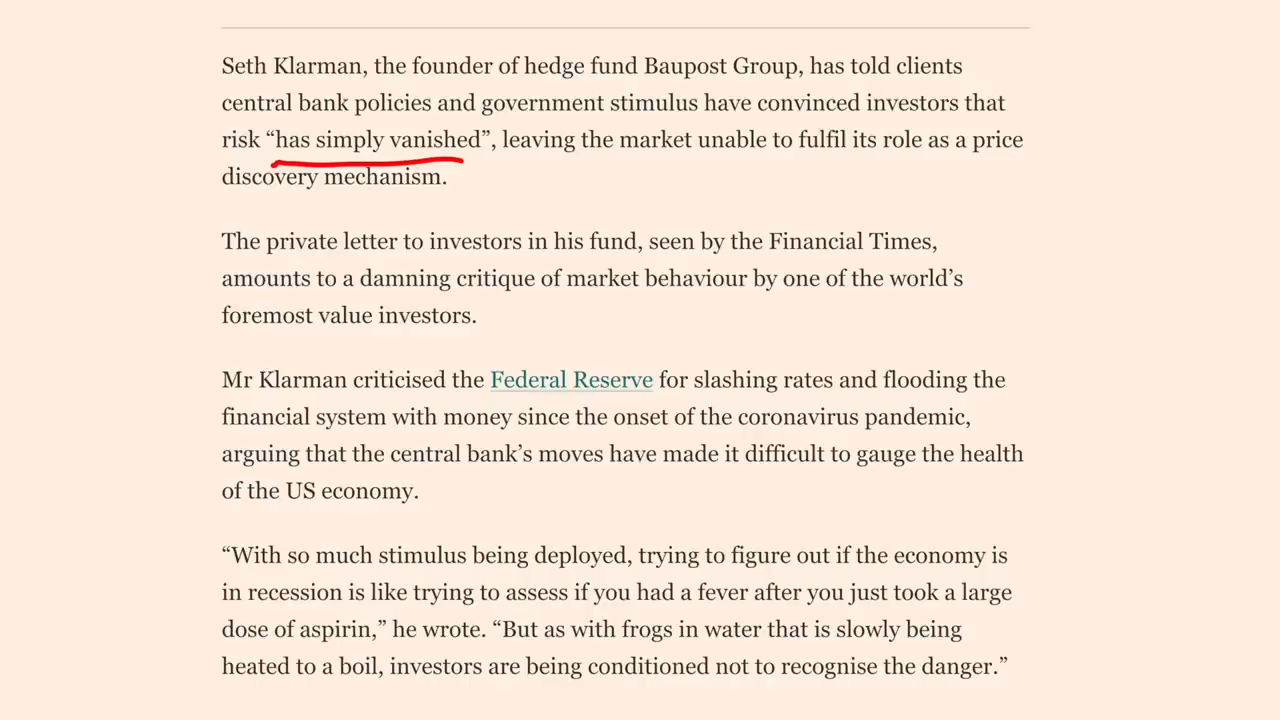 Seth Klarman, the founder of hedge fund Baupost Group, has told clients
central bank policies and government stimulus have convinced investors that
risk “has simply vanished”, leaving the market unable to fulfil its role as a price
discovery mechanism.
The private letter to investors in his fund, seen by the Financial Times,
amounts to a damning critique of market behaviour by one of the world’s
foremost value investors.
Mr Klarman criticised the Federal Reserve for slashing rates and flooding the
financial system with money since the onset of the coronavirus pandemic,
arguing that the central bank’s moves have made it difficult to gauge the health
of the US economy.
“With so much stimulus being deployed, trying to figure out if the economy is
in recession is like trying to assess if you had a fever after you just took a large
dose of aspirin,” he wrote. “But as with frogs in water that is slowly being
heated to a boil, investors are being conditioned not to recognise the danger.”